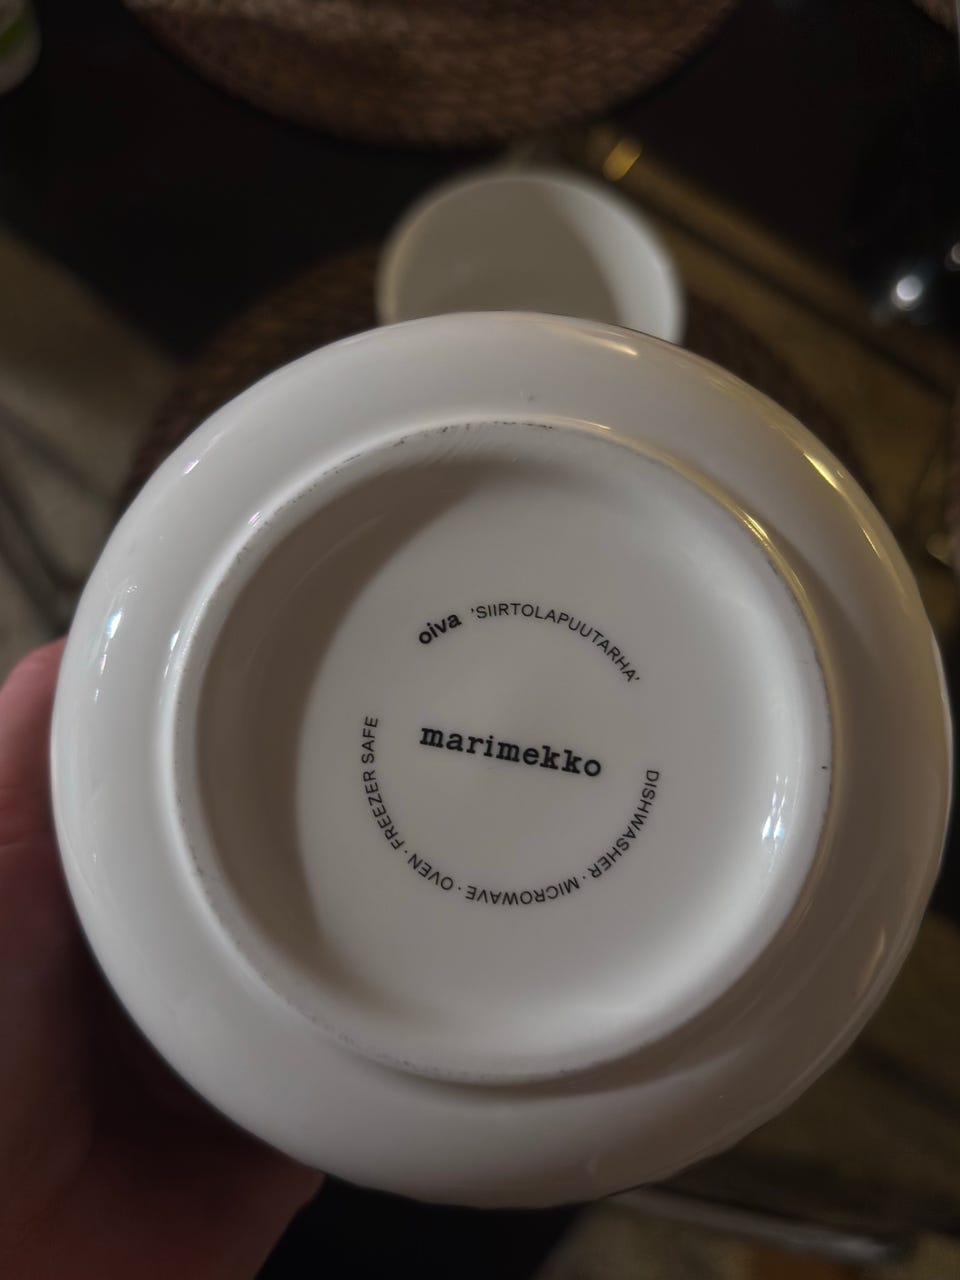 oiva 'SIIRTOLAPUUTARHA'
marimekko
DISHWASHER · MICROWAVE · OVEN · FREEZER SAFE